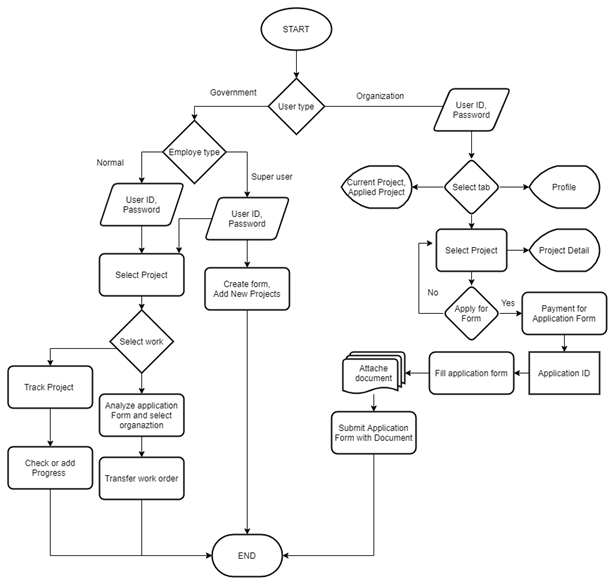 START
Government
User type
Organization
User ID,
Password
Employe type
Normal
Super user
User ID,
Password
User ID,
Password
Current Project,
Applied Project
Select tab
Profile
Select Project
Create form,
Add New Projects
Select Project
Project Detail
No
Apply for
Form
Yes
Payment for
Application Form
Select work
Track Project
Analyze application
Form and select
organaztion
Attache
document
Fill application form
Application ID
Submit Application
Form with Document
Check or add
Progress
Transfer work order
END